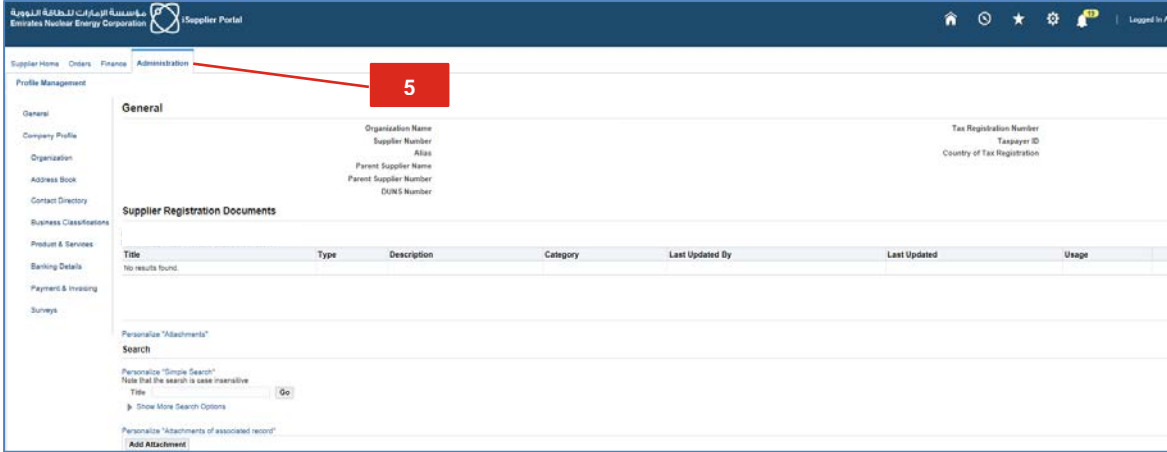 مؤسسة الإمارات للطاقة النووية
Emirates Nuclear Energy Corporation
iSupplier Portal
13
Logged In A
Supplier Home Orders Finance Administration
5
Profile Management
General
Company Profile
Organization
Address Book
Contact Directory
Business Classifications
Product & Services
Banking Details
Payment & Invoicing
Surveys
General
Organization Name
Supplier Number
Alias
Parent Supplier Name
Parent Supplier Number
DUNS Number
Tax Registration Number
Taxpayer ID
Country of Tax Registration
Supplier Registration Documents
Title Type Description Category Last Updated By Last Updated Usage
No results found.
Personalize "Attachments"
Search
Personalize "Simple Search"
Note that the search is case insensitive
Title Go
Show More Search Options
Personalize "Attachments of associated record"
Add Attachment